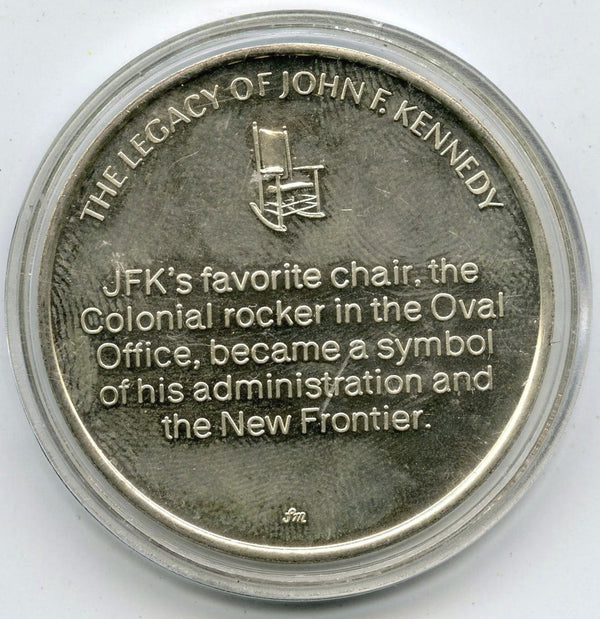 THE LEGACY OF JOHN F. KENNEDY
JFK's favorite chair, the
Colonial rocker in the Oval
Office, became a symbol
of his administration and
the New Frontier.
fm